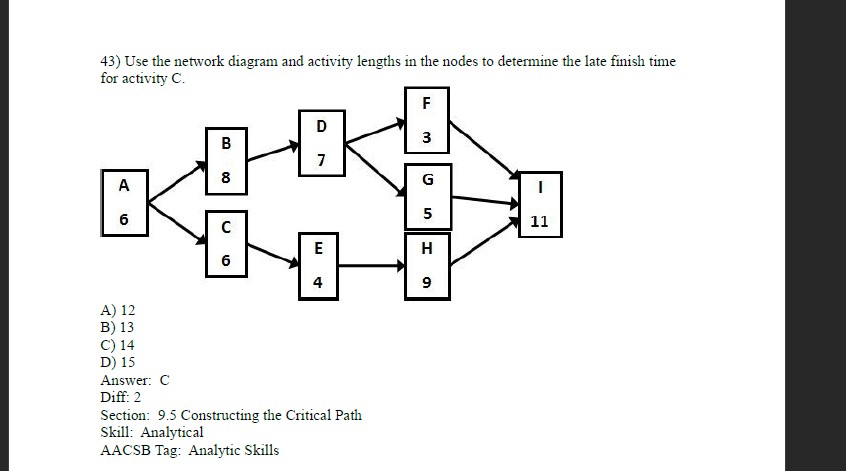 43) Use the network diagram and activity lengths in the nodes to determine the late finish time
for activity C.
F
3
D
7
B
8
A
6
G
5
I
11
C
6
E
4
H
9
A) 12
B) 13
C) 14
D) 15
Answer: C
Diff: 2
Section: 9.5 Constructing the Critical Path
Skill: Analytical
AACSB Tag: Analytic Skills